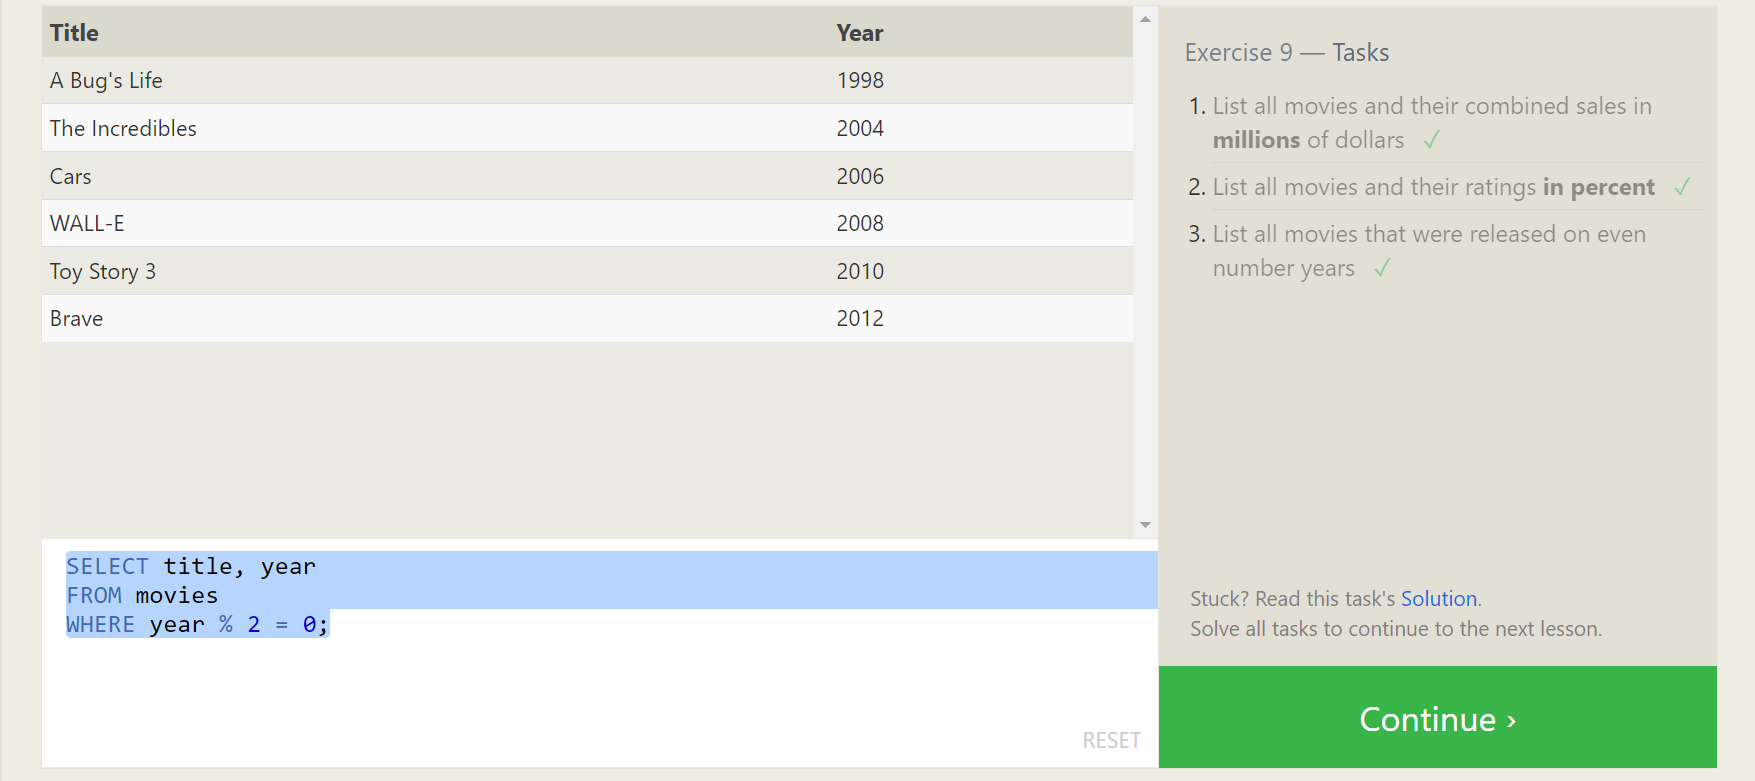 Title Year
A Bug's Life 1998
The Incredibles 2004
Cars 2006
WALL-E 2008
Toy Story 3 2010
Brave 2012
SELECT title, year
FROM movies
WHERE year % 2 = 0;
RESET
Exercise 9 — Tasks
1. List all movies and their combined sales in
millions of dollars ✓
2. List all movies and their ratings in percent ✓
3. List all movies that were released on even
number years ✓
Stuck? Read this task's Solution.
Solve all tasks to continue to the next lesson.
Continue ›